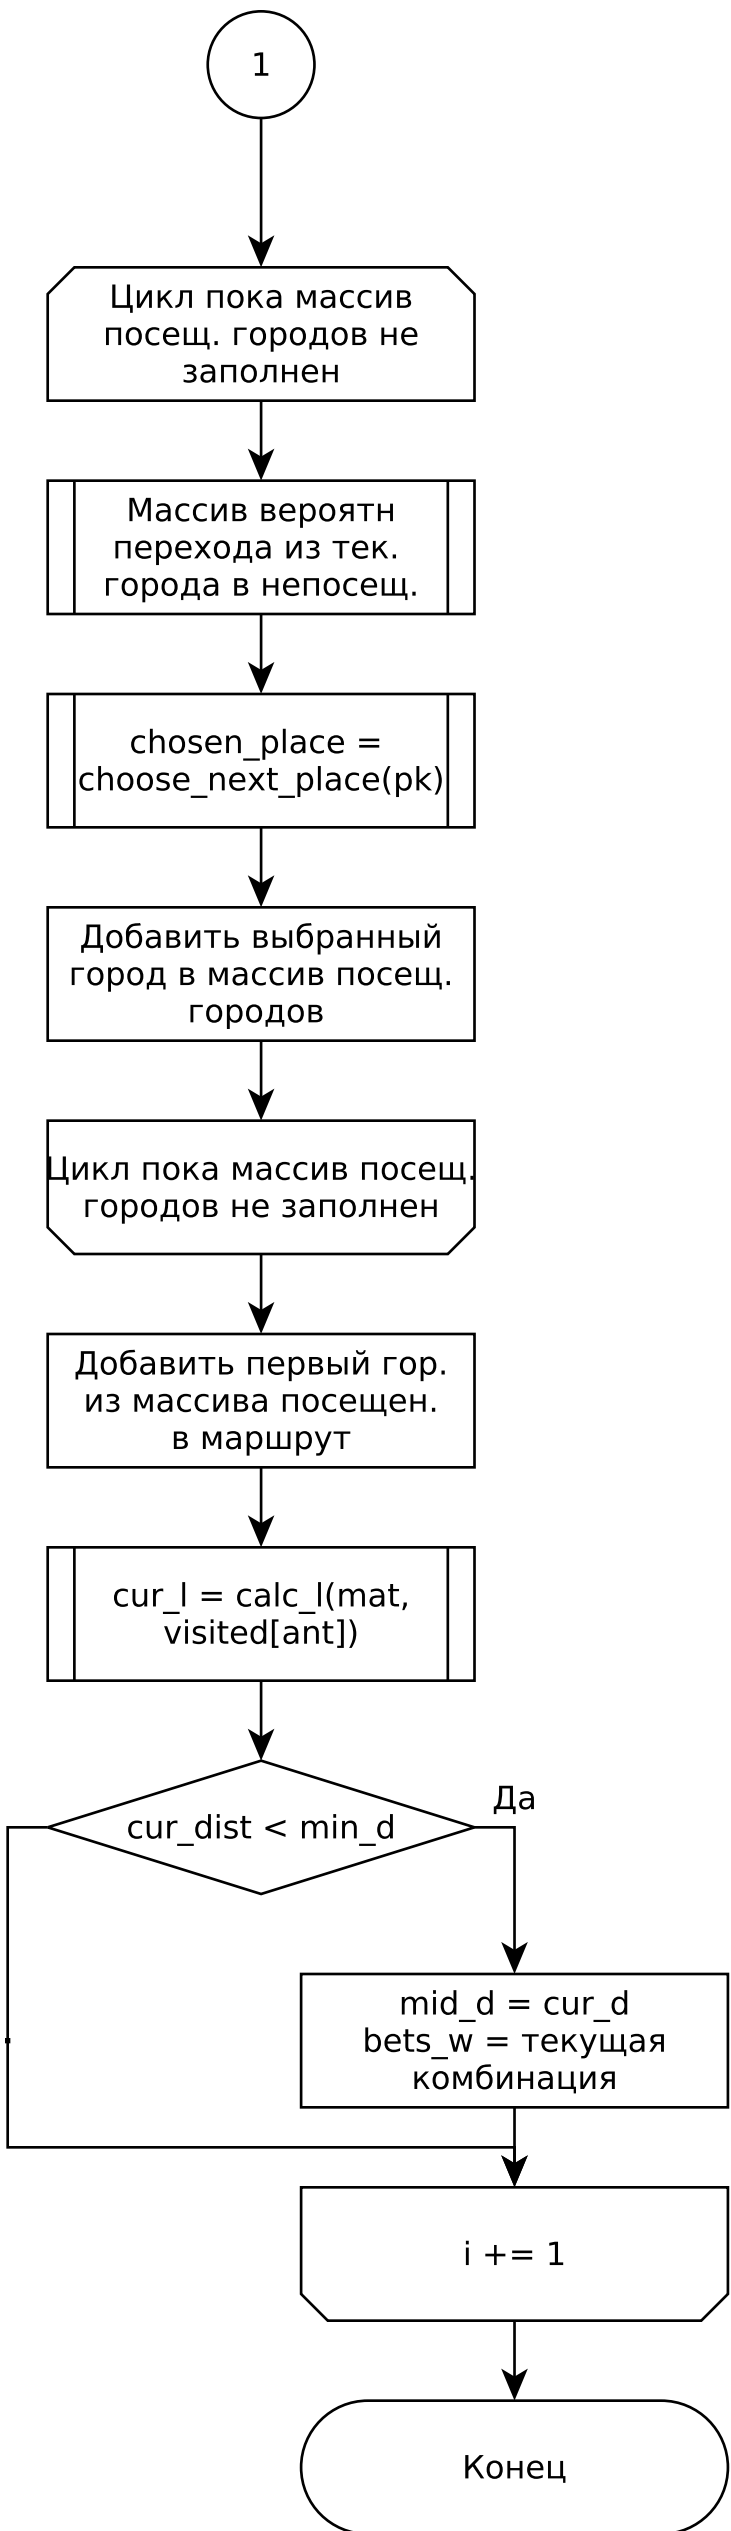 1
Цикл пока массив
посещ. городов не
заполнен
Массив вероятн
перехода из тек.
города в непосещ.
chosen_place =
choose_next_place(pk)
Добавить выбранный
город в массив посещ.
городов
Цикл пока массив посещ.
городов не заполнен
Добавить первый гор.
из массива посещен.
в маршрут
cur_l = calc_l(mat,
visited[ant])
Да
cur_dist < min_d
mid_d = cur_d
bets_w = текущая
комбинация
i += 1
Конец